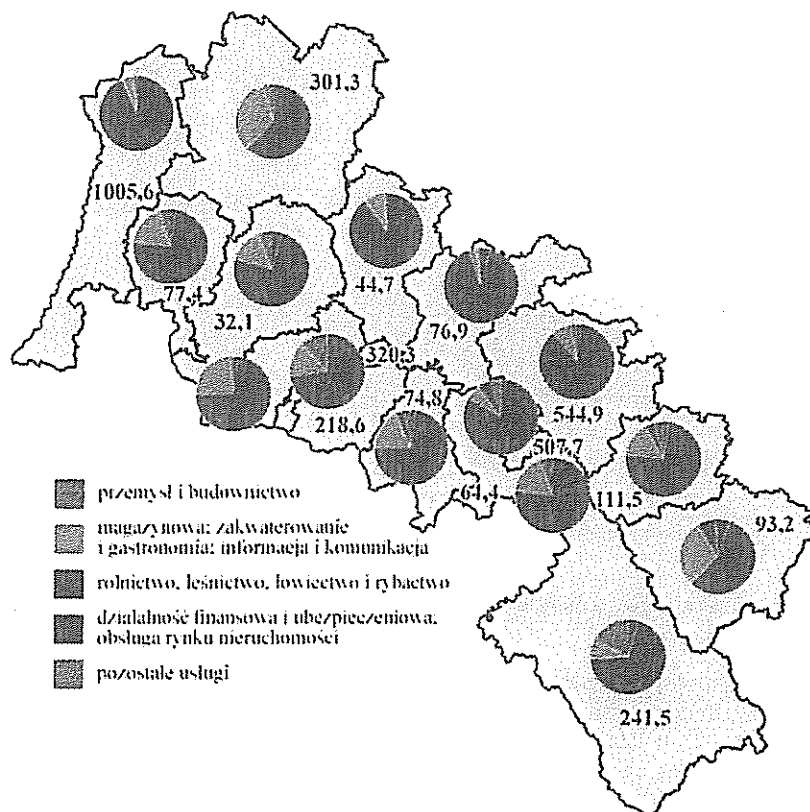 301,3
1005,6
77,4
32,1
44,7
76,9
320,3
74,8
218,6
544,9
507,7
64,4
111,5
93,2
241,5
przemysł i budownictwo
magazynowa; zakwaterowanie
i gastronomia; informacja i komunikacja
rolnictwo, leśnictwo, łowiectwo i rybactwo
działalność finansowa i ubezpieczeniowa;
obsługa rynku nieruchomości
pozostałe usługi